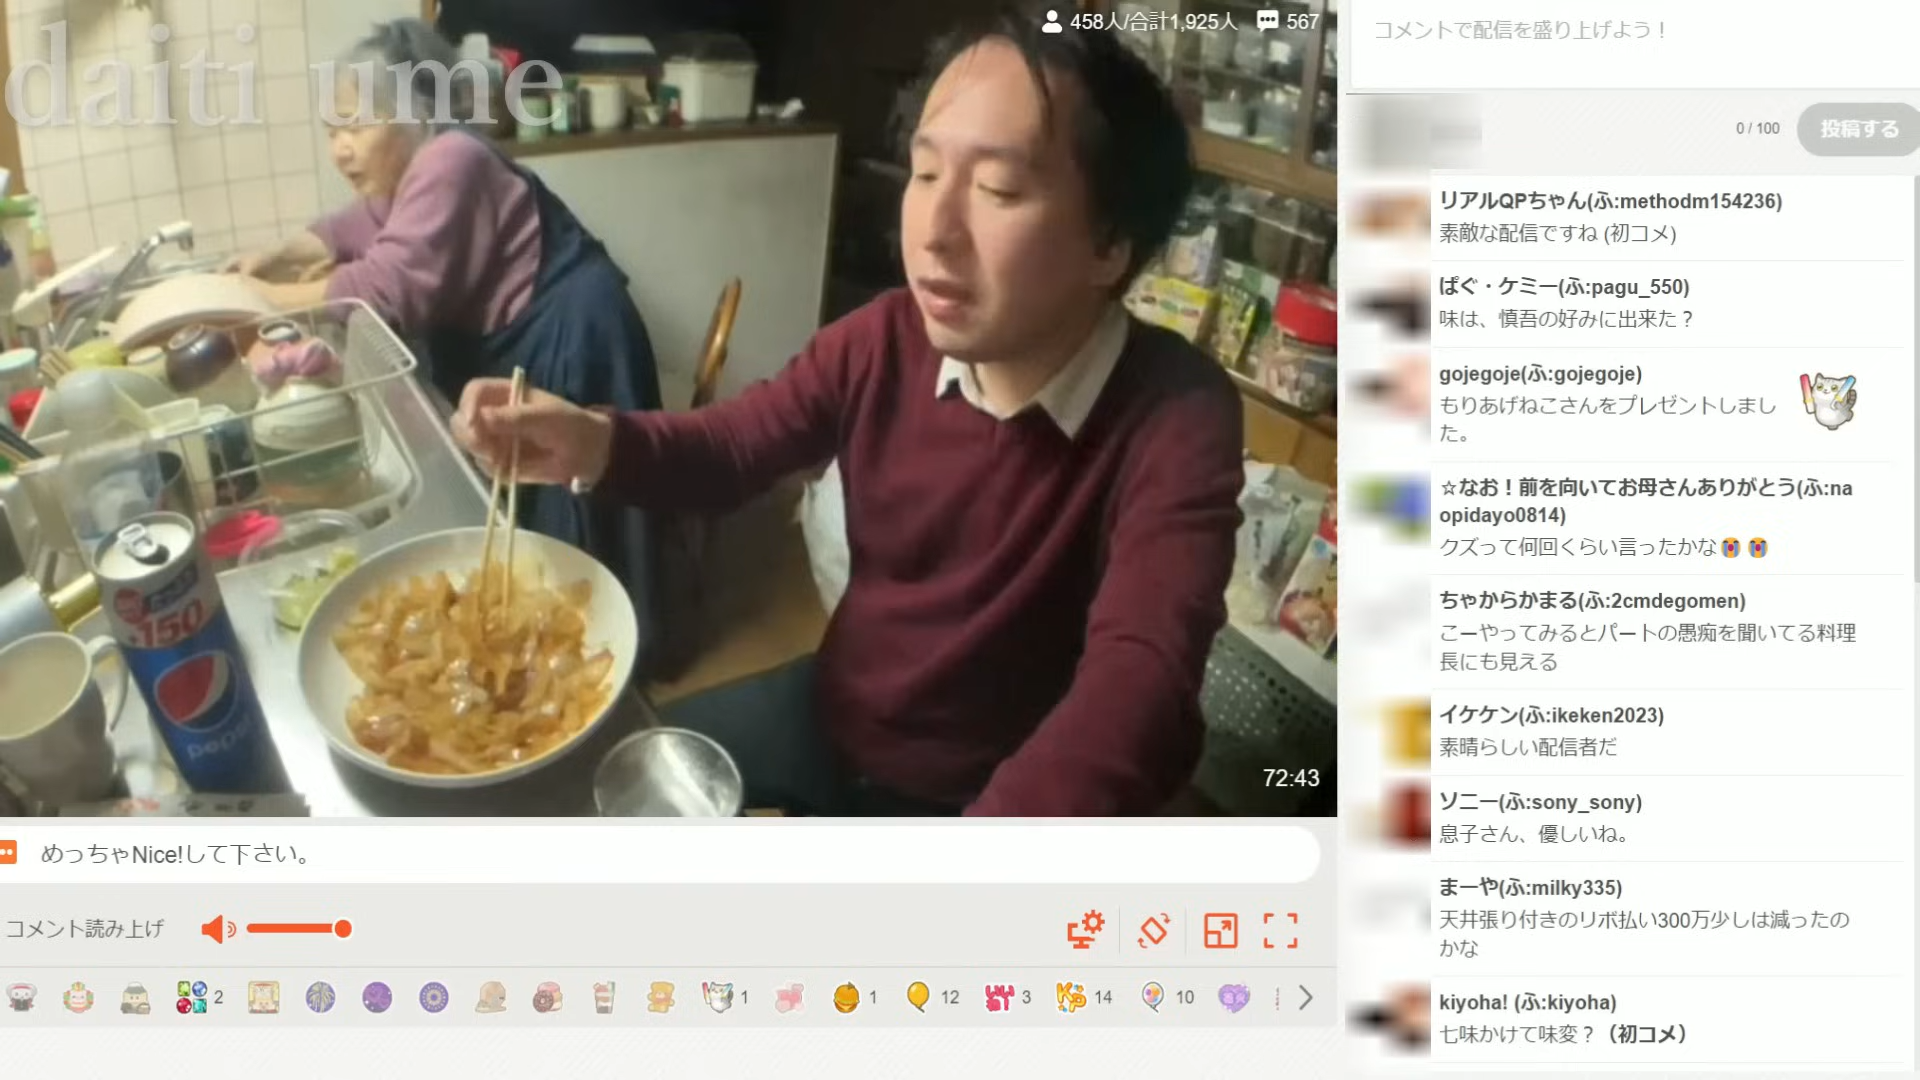 daiti ume
458人/合計1,925人 567
コメントで配信を盛り上げよう!
0 / 100 投稿する
リアルQPちゃん(ふ:methodm154236)
素敵な配信ですね (初コメ)
ぱぐ・ケミー(ふ:pagu_550)
味は、慎吾の好みに出来た?
gojegoje(ふ:gojegoje)
もりあげねこさんをプレゼントしまし
た。
☆なお!前を向いてお母さんありがとう(ふ:na
opidayo0814)
クズって何回くらい言ったかな😭😭
ちゃからかまる(ふ:2cmdegomen)
こーやってみるとパートの愚痴を聞いてる料理
長にも見える
イケケン(ふ:ikeken2023)
素晴らしい配信者だ
ソニー(ふ:sony_sony)
息子さん、優しいね。
まーや(ふ:milky335)
天井張り付きのリボ払い300万少しは減ったの
かな
kiyoha! (ふ:kiyoha)
七味かけて味変?(初コメ)
150
pepsi
72:43
めっちゃNice!して下さい。
コメント読み上げ
2 1 1 12 3 KP 14 10